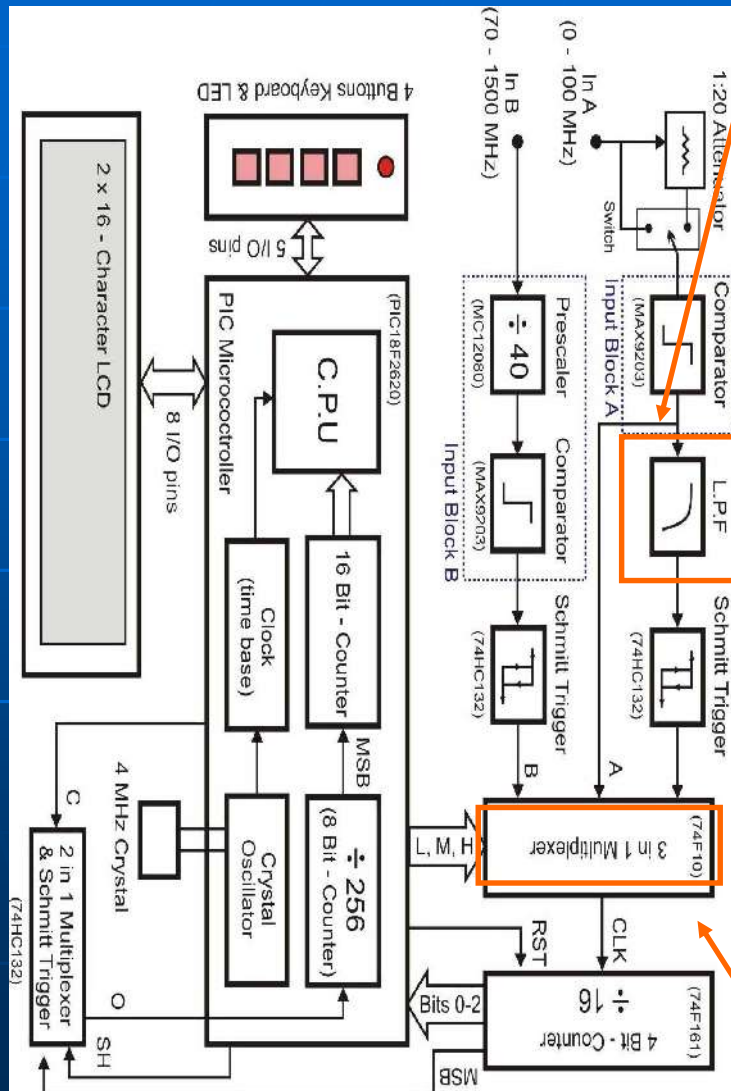 1:20 Attenuator
In A
(0 - 100 MHz)
Switch
In B
(70 - 1500 MHz)
Comparator
(MAX9203)
Input Block A
L.P.F
Schmitt Trigger
(74HC132)
Prescaler
÷ 40
(MC12080)
Comparator
(MAX9203)
Input Block B
Schmitt Trigger
(74HC132)
A
B
(74F10)
3 in 1 Multiplexer
L, M, H
CLK
RST
(74F161)
4 Bit - Counter
÷ 16
Bits 0-2
MSB
4 Buttons Keyboard & LED
5 I/O pins
(PIC18F2620)
C.P.U
PIC Micrococtroller
16 Bit - Counter
MSB
÷ 256
(8 Bit - Counter)
Clock
(time base)
Crystal
Oscillator
2 x 16 - Character LCD
8 I/O pins
4 MHz Crystal
C
2 in 1 Multiplexer
& Schmitt Trigger
(74HC132)
O
SH